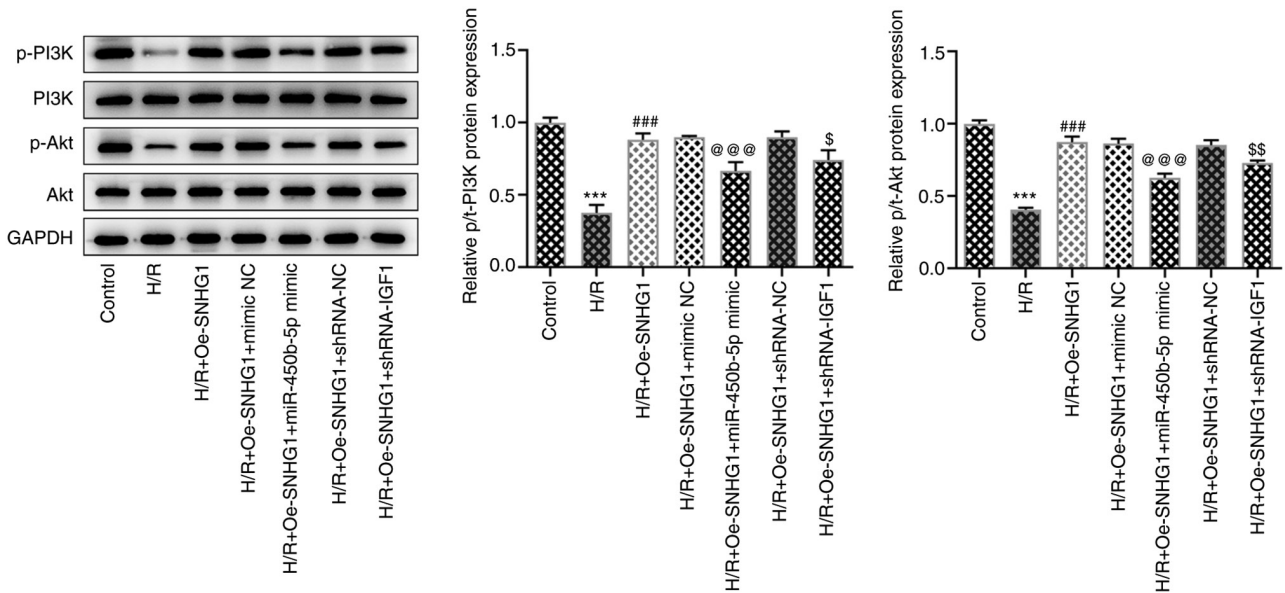 p-PI3K
PI3K
p-Akt
Akt
GAPDH
Control
H/R
H/R+Oe-SNHG1
H/R+Oe-SNHG1+mimic NC
H/R+Oe-SNHG1+miR-450b-5p mimic
H/R+Oe-SNHG1+shRNA-NC
H/R+Oe-SNHG1+shRNA-IGF1
Relative p/t-PI3K protein expression
1.5
1.0
0.5
0.0
***
###
@@@
$
Control
H/R
H/R+Oe-SNHG1
H/R+Oe-SNHG1+mimic NC
H/R+Oe-SNHG1+miR-450b-5p mimic
H/R+Oe-SNHG1+shRNA-NC
H/R+Oe-SNHG1+shRNA-IGF1
Relative p/t-Akt protein expression
1.5
1.0
0.5
0.0
***
###
@@@
$$
Control
H/R
H/R+Oe-SNHG1
H/R+Oe-SNHG1+mimic NC
H/R+Oe-SNHG1+miR-450b-5p mimic
H/R+Oe-SNHG1+shRNA-NC
H/R+Oe-SNHG1+shRNA-IGF1